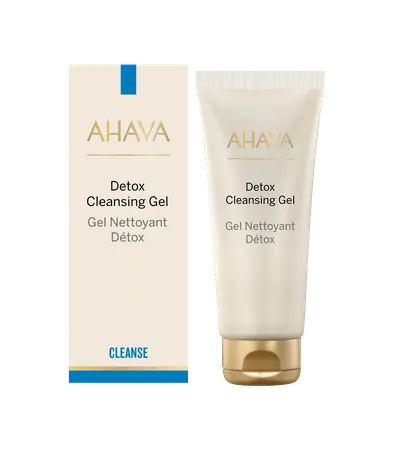 AHAVA
Detox
Cleansing Gel
Gel Nettoyant
Détox
CLEANSE
AHAVA
Detox
Cleansing Gel
Gel Nettoyant
Détox